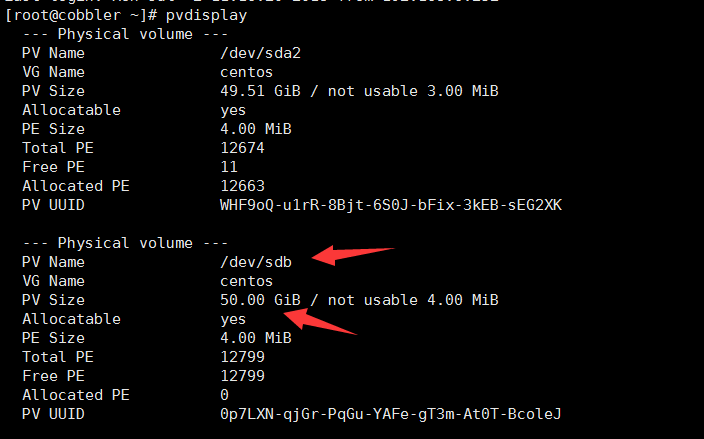 [root@cobbler ~]# pvdisplay
--- Physical volume ---
PV Name /dev/sda2
VG Name centos
PV Size 49.51 GiB / not usable 3.00 MiB
Allocatable yes
PE Size 4.00 MiB
Total PE 12674
Free PE 11
Allocated PE 12663
PV UUID WHF9oQ-u1rR-8Bjt-6S0J-bFix-3kEB-sEG2XK
--- Physical volume ---
PV Name /dev/sdb
VG Name centos
PV Size 50.00 GiB / not usable 4.00 MiB
Allocatable yes
PE Size 4.00 MiB
Total PE 12799
Free PE 12799
Allocated PE 0
PV UUID 0p7LXN-qjGr-PqGu-YAFe-gT3m-At0T-BcoleJ